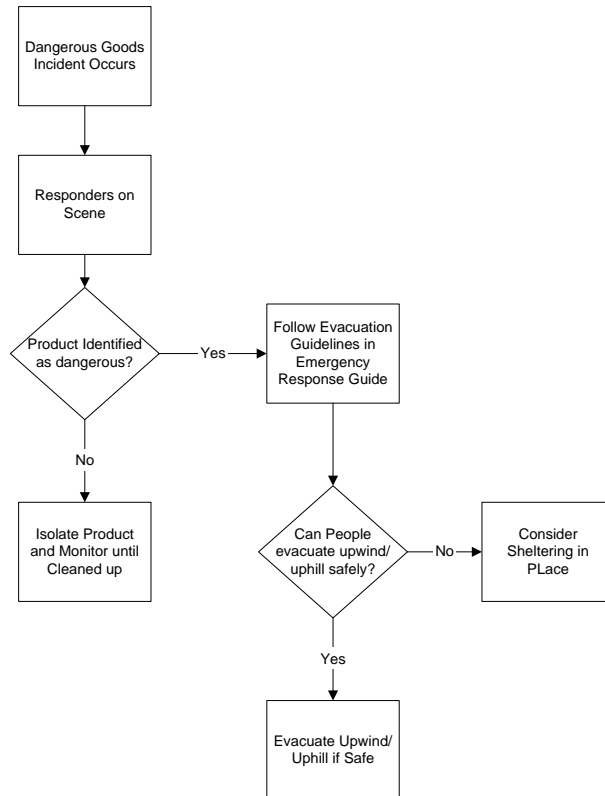 Dangerous Goods
Incident Occurs
Responders on
Scene
Product Identified
as dangerous?
Yes
Follow Evacuation
Guidelines in
Emergency
Response Guide
No
Isolate Product
and Monitor until
Cleaned up
Can People
evacuate upwind/
uphill safely?
No
Consider
Sheltering in
PLace
Yes
Evacuate Upwind/
Uphill if Safe